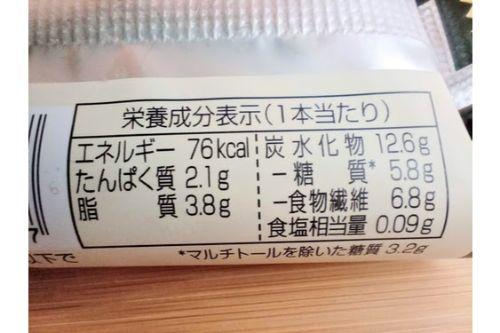 栄養成分表示(1本当たり)
エネルギー 76kcal
たんぱく質 2.1g
脂質 3.8g
炭水化物 12.6g
−糖質* 5.8g
−食物繊維 6.8g
食塩相当量 0.09g
*マルチトールを除いた糖質 3.2g
下で
7